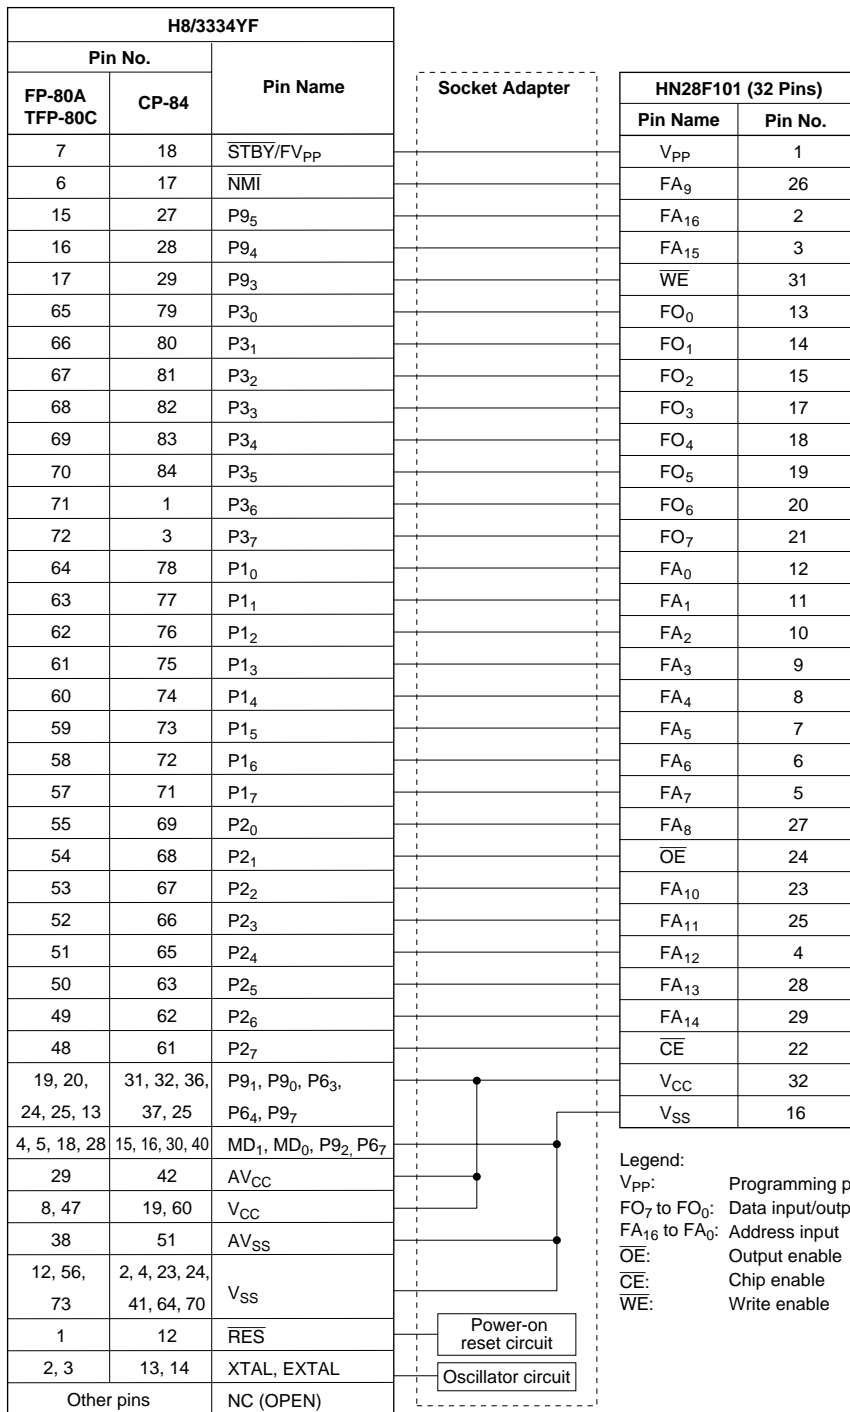 H8/3334YF
Pin No. Pin Name
FP-80A TFP-80C CP-84
Socket Adapter
HN28F101 (32 Pins)
Pin Name Pin No.
7 18 STBY/FVPP VPP 1
6 17 NMI FA9 26
15 27 P95 FA16 2
16 28 P94 FA15 3
17 29 P93 WE 31
65 79 P30 FO0 13
66 80 P31 FO1 14
67 81 P32 FO2 15
68 82 P33 FO3 17
69 83 P34 FO4 18
70 84 P35 FO5 19
71 1 P36 FO6 20
72 3 P37 FO7 21
64 78 P10 FA0 12
63 77 P11 FA1 11
62 76 P12 FA2 10
61 75 P13 FA3 9
60 74 P14 FA4 8
59 73 P15 FA5 7
58 72 P16 FA6 6
57 71 P17 FA7 5
55 69 P20 FA8 27
54 68 P21 OE 24
53 67 P22 FA10 23
52 66 P23 FA11 25
51 65 P24 FA12 4
50 63 P25 FA13 28
49 62 P26 FA14 29
48 61 P27 CE 22
19, 20, 31, 32, 36, P91, P90, P63, VCC 32
24, 25, 13 37, 25 P64, P97 VSS 16
4, 5, 18, 28 15, 16, 30, 40 MD1, MD0, P92, P67
29 42 AVCC
8, 47 19, 60 VCC
38 51 AVSS
12, 56, 2, 4, 23, 24, VSS
73 41, 64, 70
1 12 RES
Power-on
reset circuit
2, 3 13, 14 XTAL, EXTAL
Oscillator circuit
Other pins NC (OPEN)
Legend:
VPP: Programming p
FO7 to FO0: Data input/outp
FA16 to FA0: Address input
OE: Output enable
CE: Chip enable
WE: Write enable